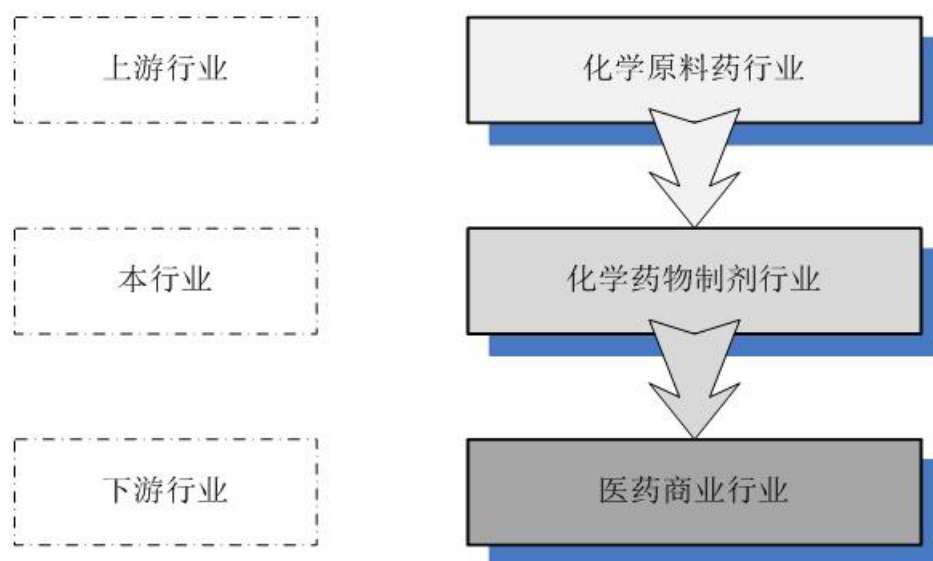 上游行业
化学原料药行业
本行业
化学药物制剂行业
下游行业
医药商业行业